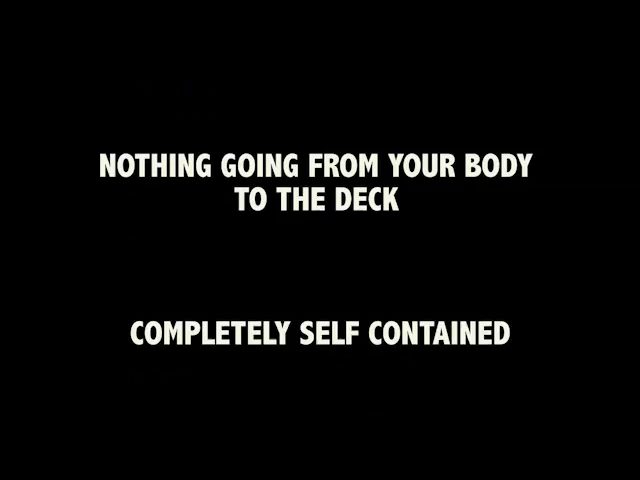 NOTHING GOING FROM YOUR BODY
TO THE DECK
COMPLETELY SELF CONTAINED